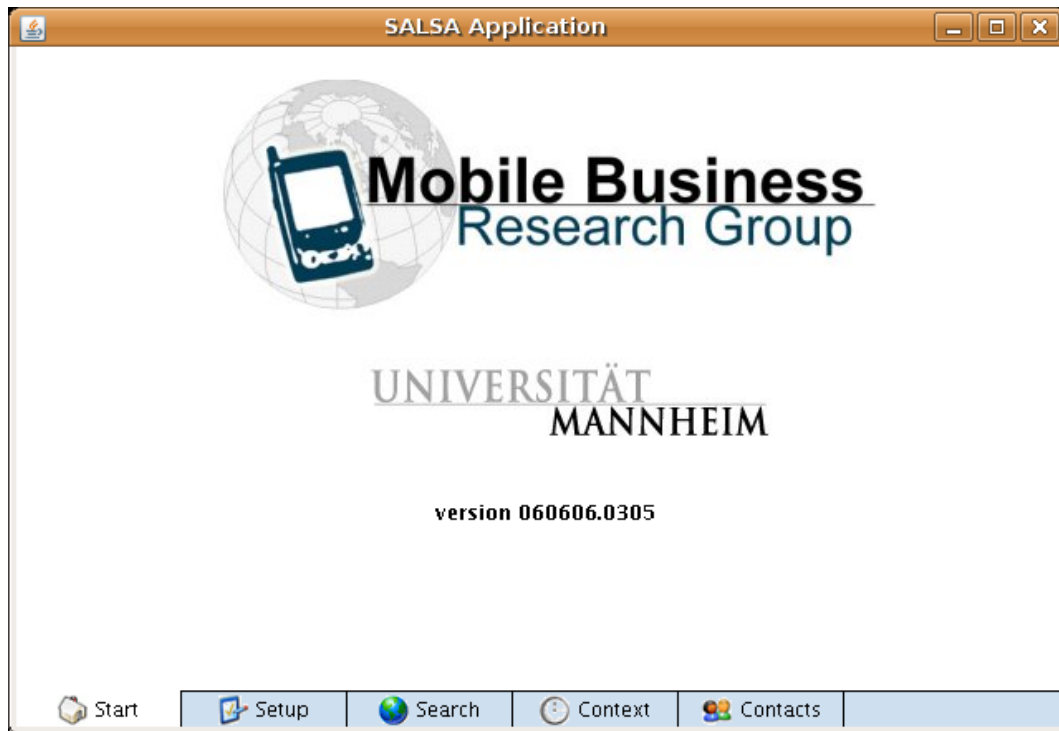 SALSA Application
Mobile Business
Research Group
UNIVERSITÄT
MANNHEIM
version 060606.0305
Start Setup Search Context Contacts